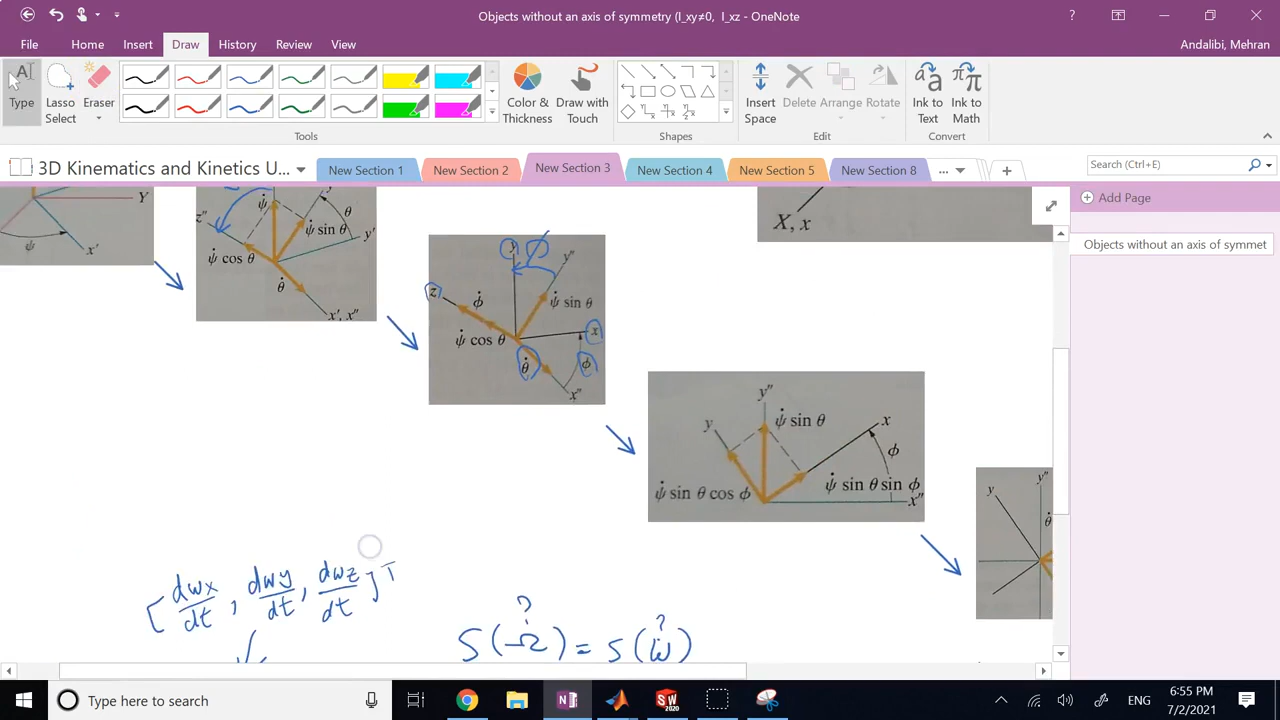 Objects without an axis of symmetry (I_xy≠0, I_xz - OneNote
File Home Insert Draw History Review View
Andalibi, Mehran
Type
Lasso Select
Eraser
Color & Thickness
Draw with Touch
Insert Space
Delete
Arrange
Rotate
Ink to Text
Ink to Math
Tools
Shapes
Edit
Convert
3D Kinematics and Kinetics U...
New Section 1
New Section 2
New Section 3
New Section 4
New Section 5
New Section 8
...
Search (Ctrl+E)
Add Page
Objects without an axis of symmet
Y
ψ
x'
z''
ψ̇
θ
ψ̇ sin θ
y'
ψ̇ cos θ
θ̇
x', x''
X, x
y
ϕ
y''
z
ϕ̇
ψ̇ sin θ
ψ̇ cos θ
x
θ̇
ϕ
x''
y''
y
ψ̇ sin θ
x
ϕ
ψ̇ sin θ cos ϕ
ψ̇ sin θ sin ϕ
x''
y
y''
θ̇
[dwx/dt, dwy/dt, dwz/dt]T
S(Ω̇) = S(ẇ)
? ?
ENG
6:55 PM
7/2/2021
Type here to search